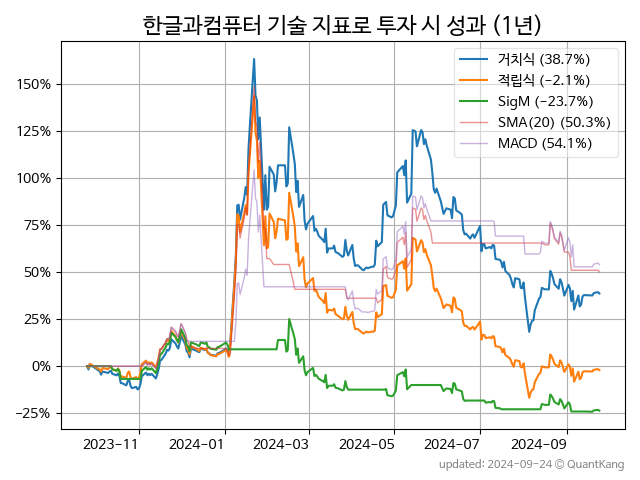 한글과컴퓨터 기술 지표로 투자 시 성과 (1년)
거치식 (38.7%)
적립식 (−2.1%)
SigM (−23.7%)
SMA(20) (50.3%)
MACD (54.1%)
150%
125%
100%
75%
50%
25%
0%
−25%
2023-11 2024-01 2024-03 2024-05 2024-07 2024-09
updated: 2024-09-24 © QuantKang